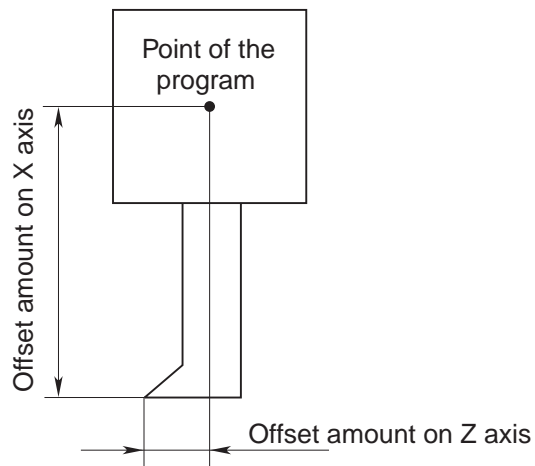 Point of the
program
Offset amount on X axis
Offset amount on Z axis